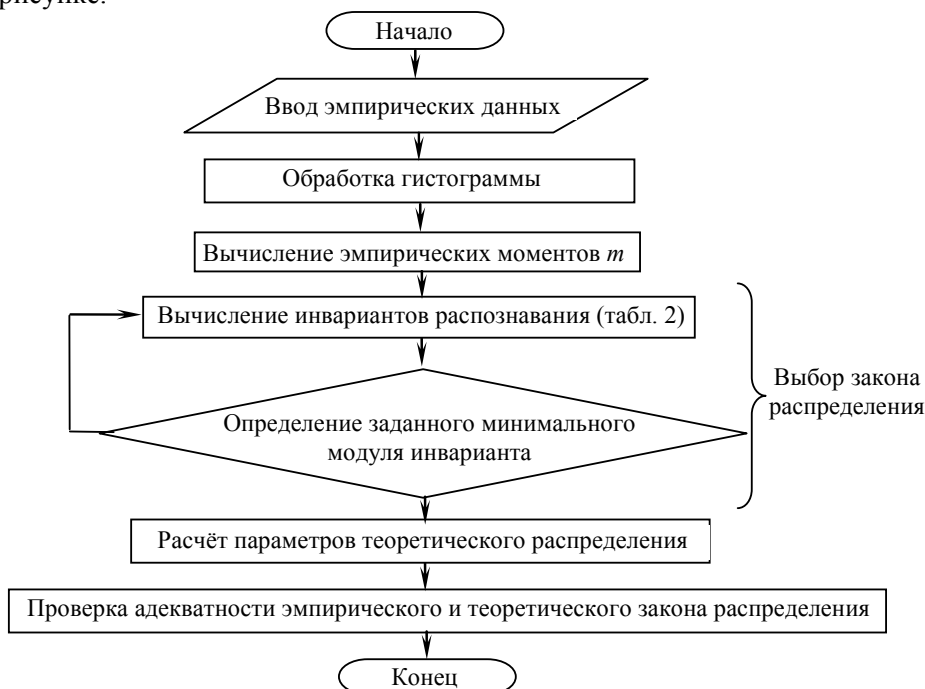 рисунке.
Начало
Ввод эмпирических данных
Обработка гистограммы
Вычисление эмпирических моментов m
Вычисление инвариантов распознавания (табл. 2)
Определение заданного минимального
модуля инварианта
Выбор закона
распределения
Расчёт параметров теоретического распределения
Проверка адекватности эмпирического и теоретического закона распределения
Конец